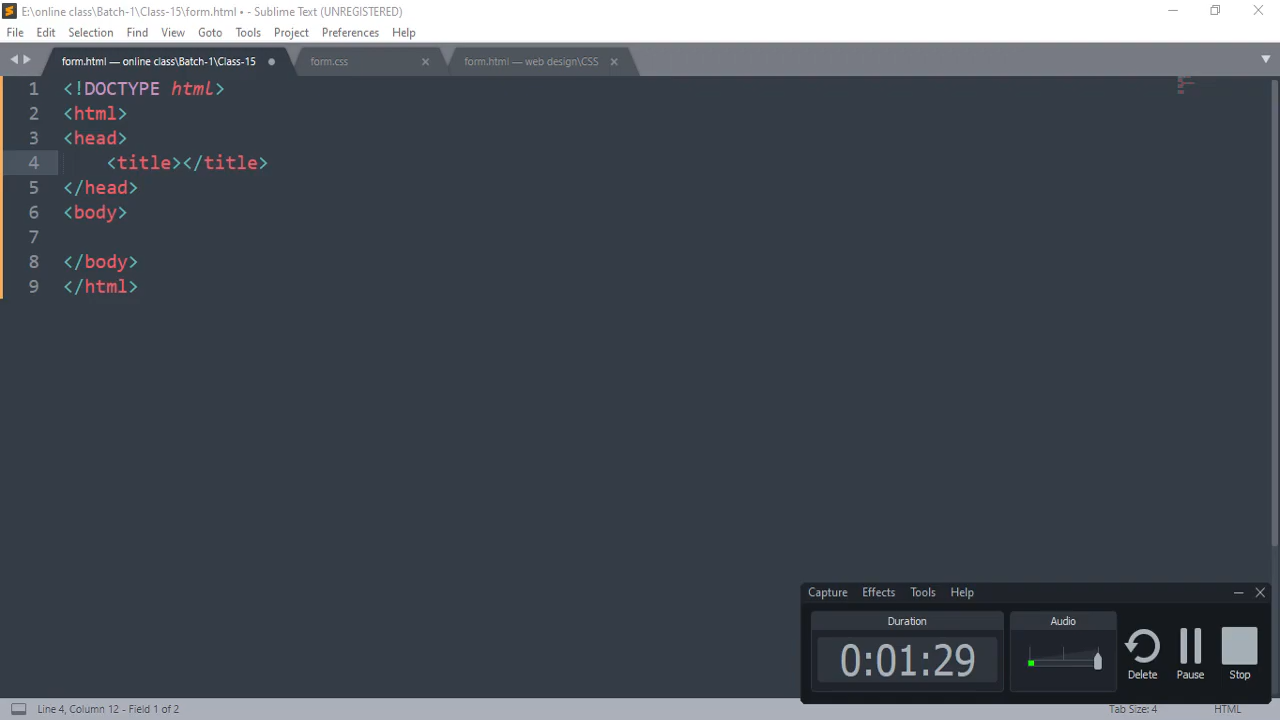 E:\online class\Batch-1\Class-15\form.html • - Sublime Text (UNREGISTERED)
File Edit Selection Find View Goto Tools Project Preferences Help
form.html — online class\Batch-1\Class-15 form.css form.html — web design\CSS
1 <!DOCTYPE html>
2 <html>
3 <head>
4 <title></title>
5 </head>
6 <body>
7
8 </body>
9 </html>
Capture Effects Tools Help
Duration Audio
0:01:29
Delete Pause Stop
Line 4, Column 12 - Field 1 of 2 Tab Size: 4 HTML